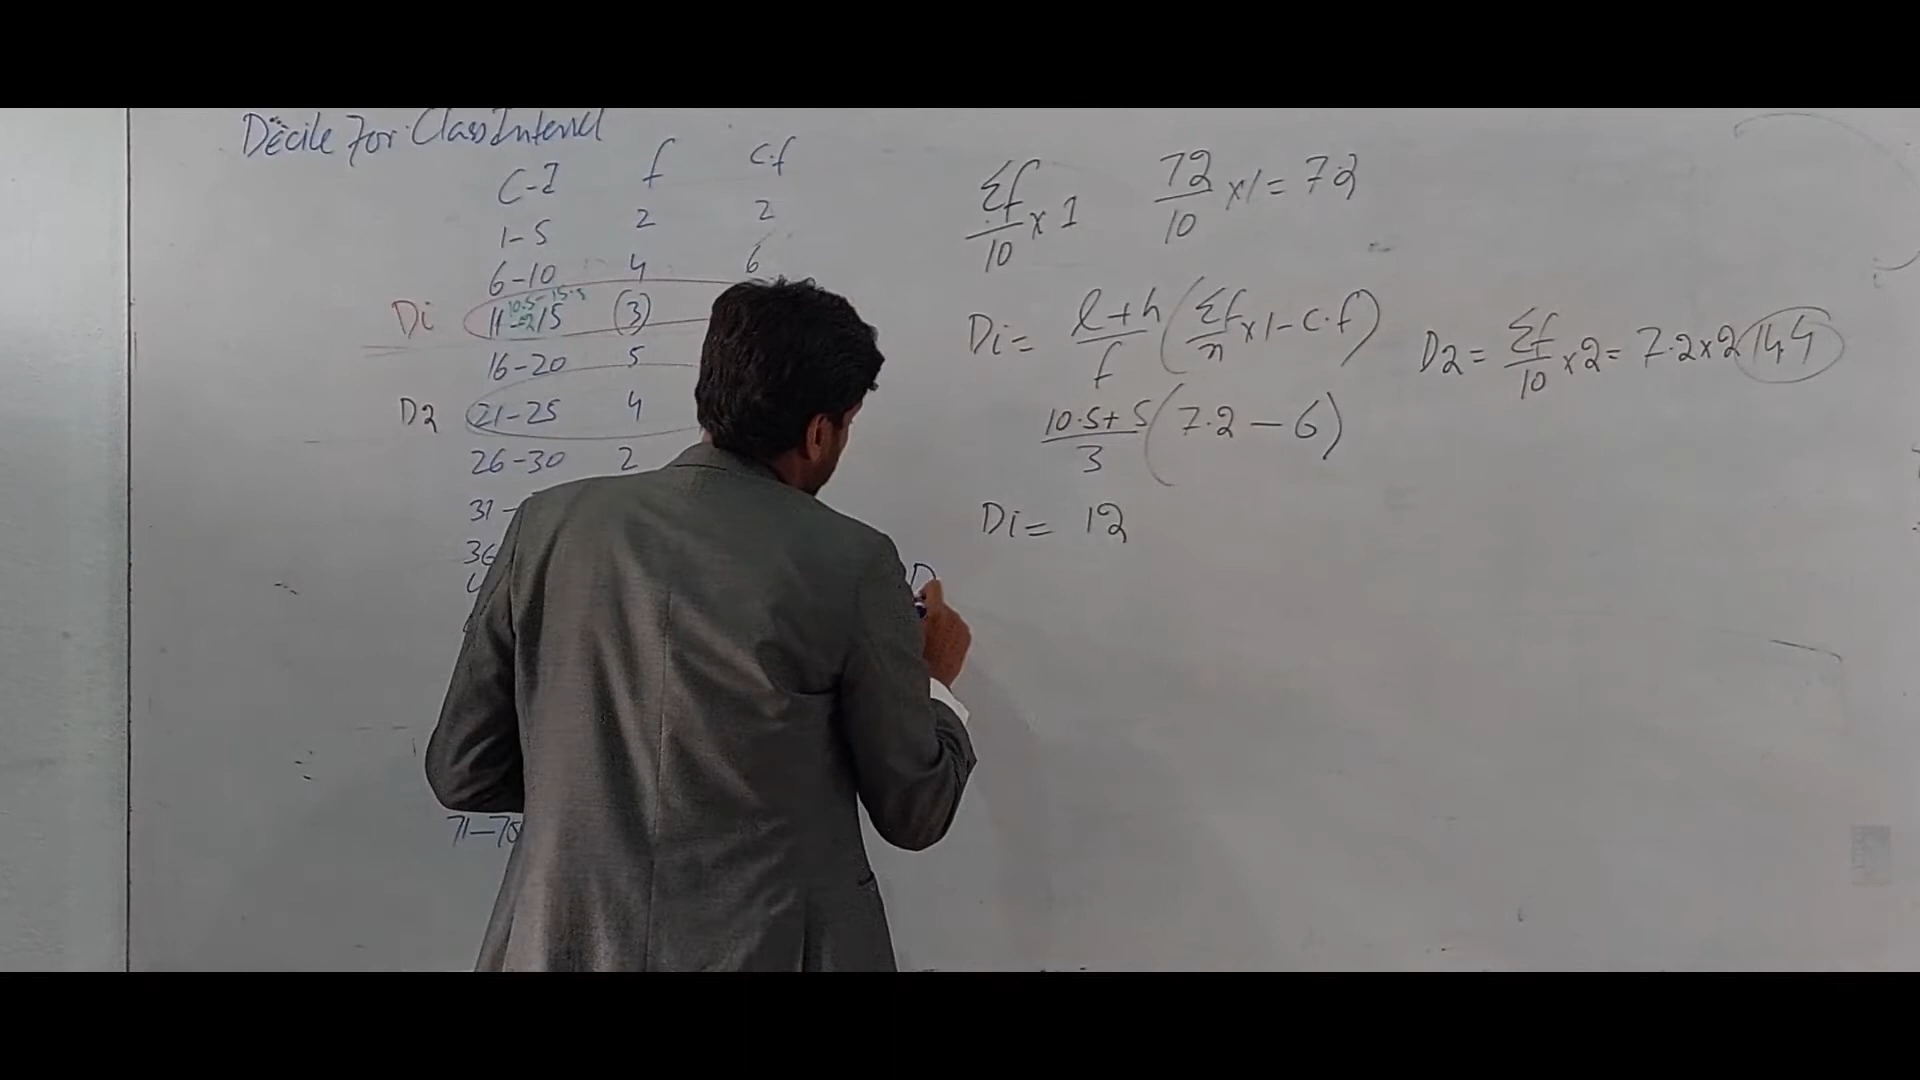 Decile For Class Intervel
C-I f c.f
1-5 2 2
6-10 4 6
Di 11-15 (3)
10.5-15.5
16-20 5
D2 21-25 4
26-30 2
31-
36
71-75
Σf/10 x 1 72/10 x1= 7.2
Di= l+h/f (Σf/n x1- c.f)
D2= Σf/10 x2= 7.2x2 14.4
10.5+5/3 (7.2-6)
Di= 12
D